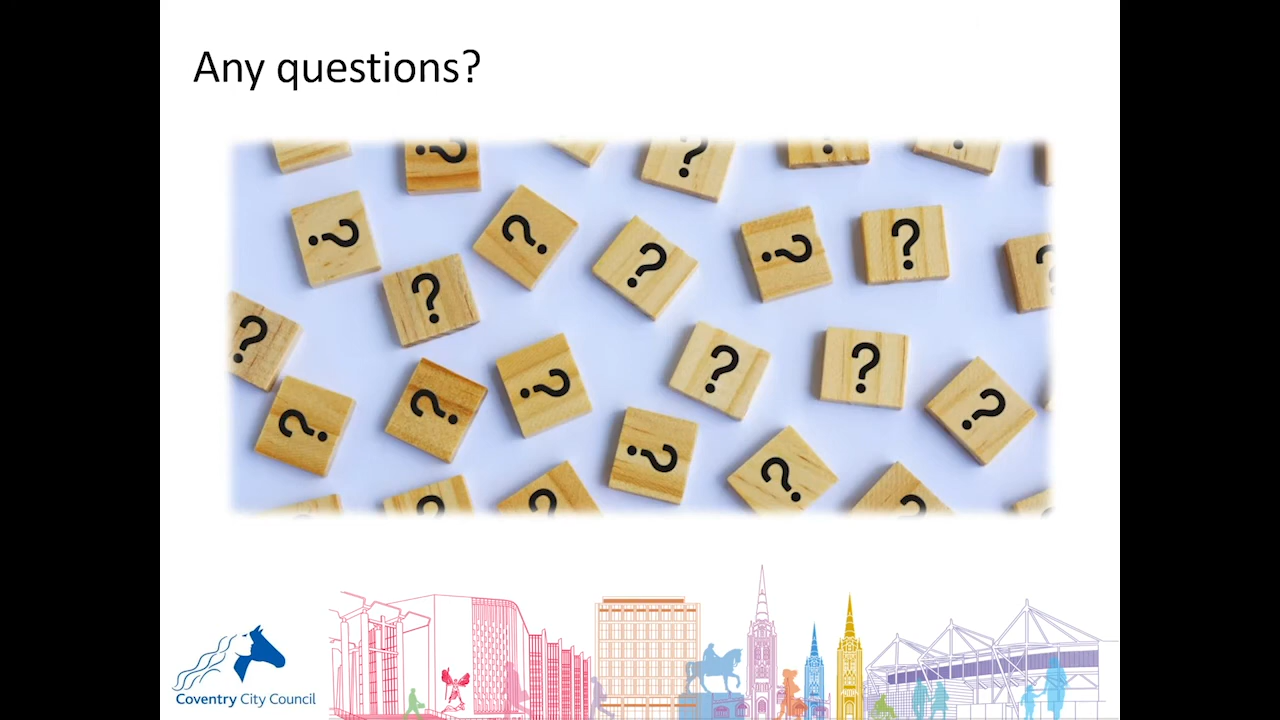 Any questions?
? ? ? ? ?
? ? ? ? ? ?
? ?
? ? ?
? ? ? ? ?
? ? ?
? ? ?
Coventry City Council